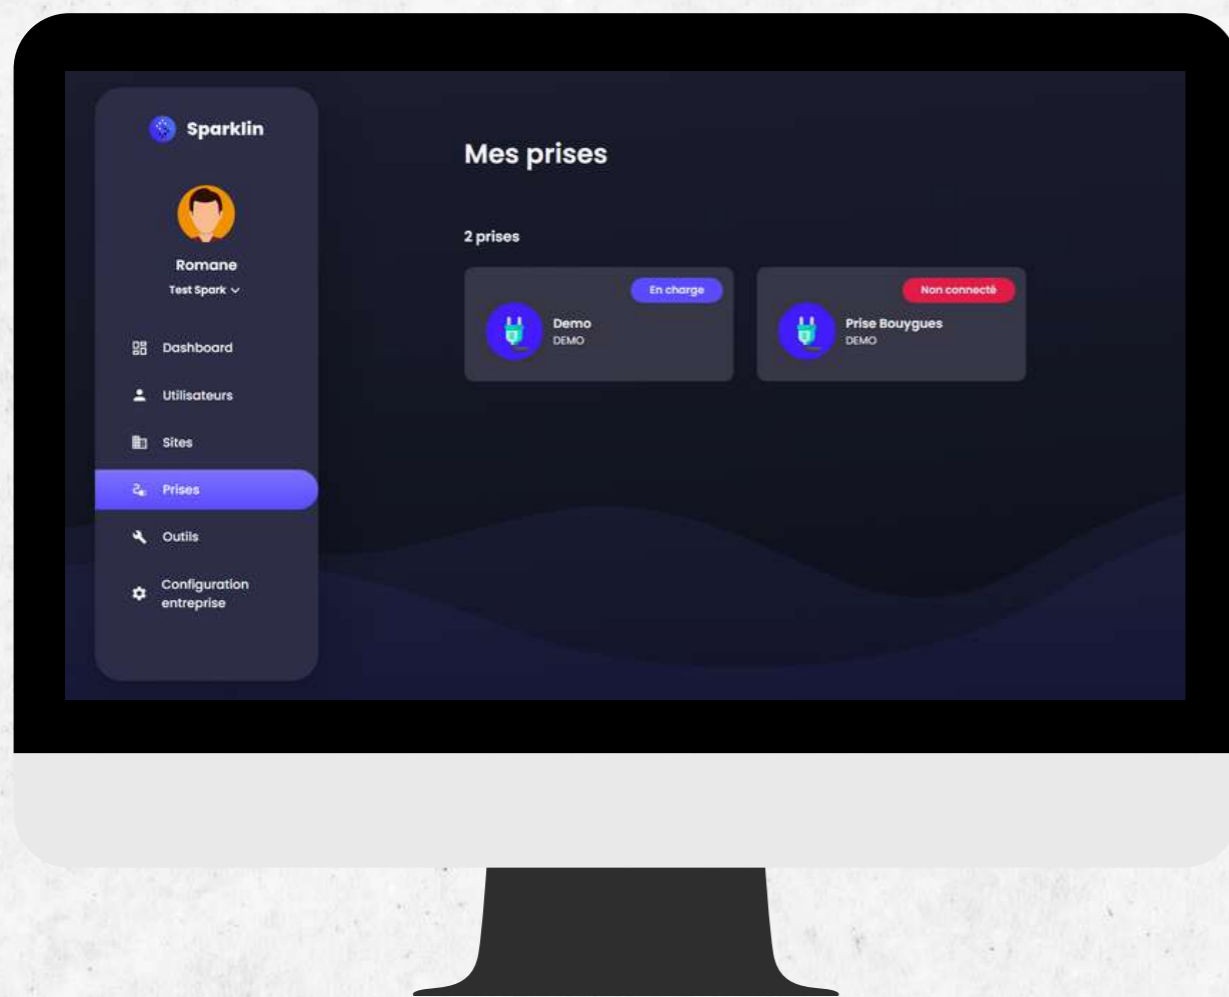 Sparklin
Romane
Test Spark
Dashboard
Utilisateurs
Sites
Prises
Outils
Configuration
entreprise
Mes prises
2 prises
En charge
Demo
DEMO
Non connecté
Prise Bouygues
DEMO